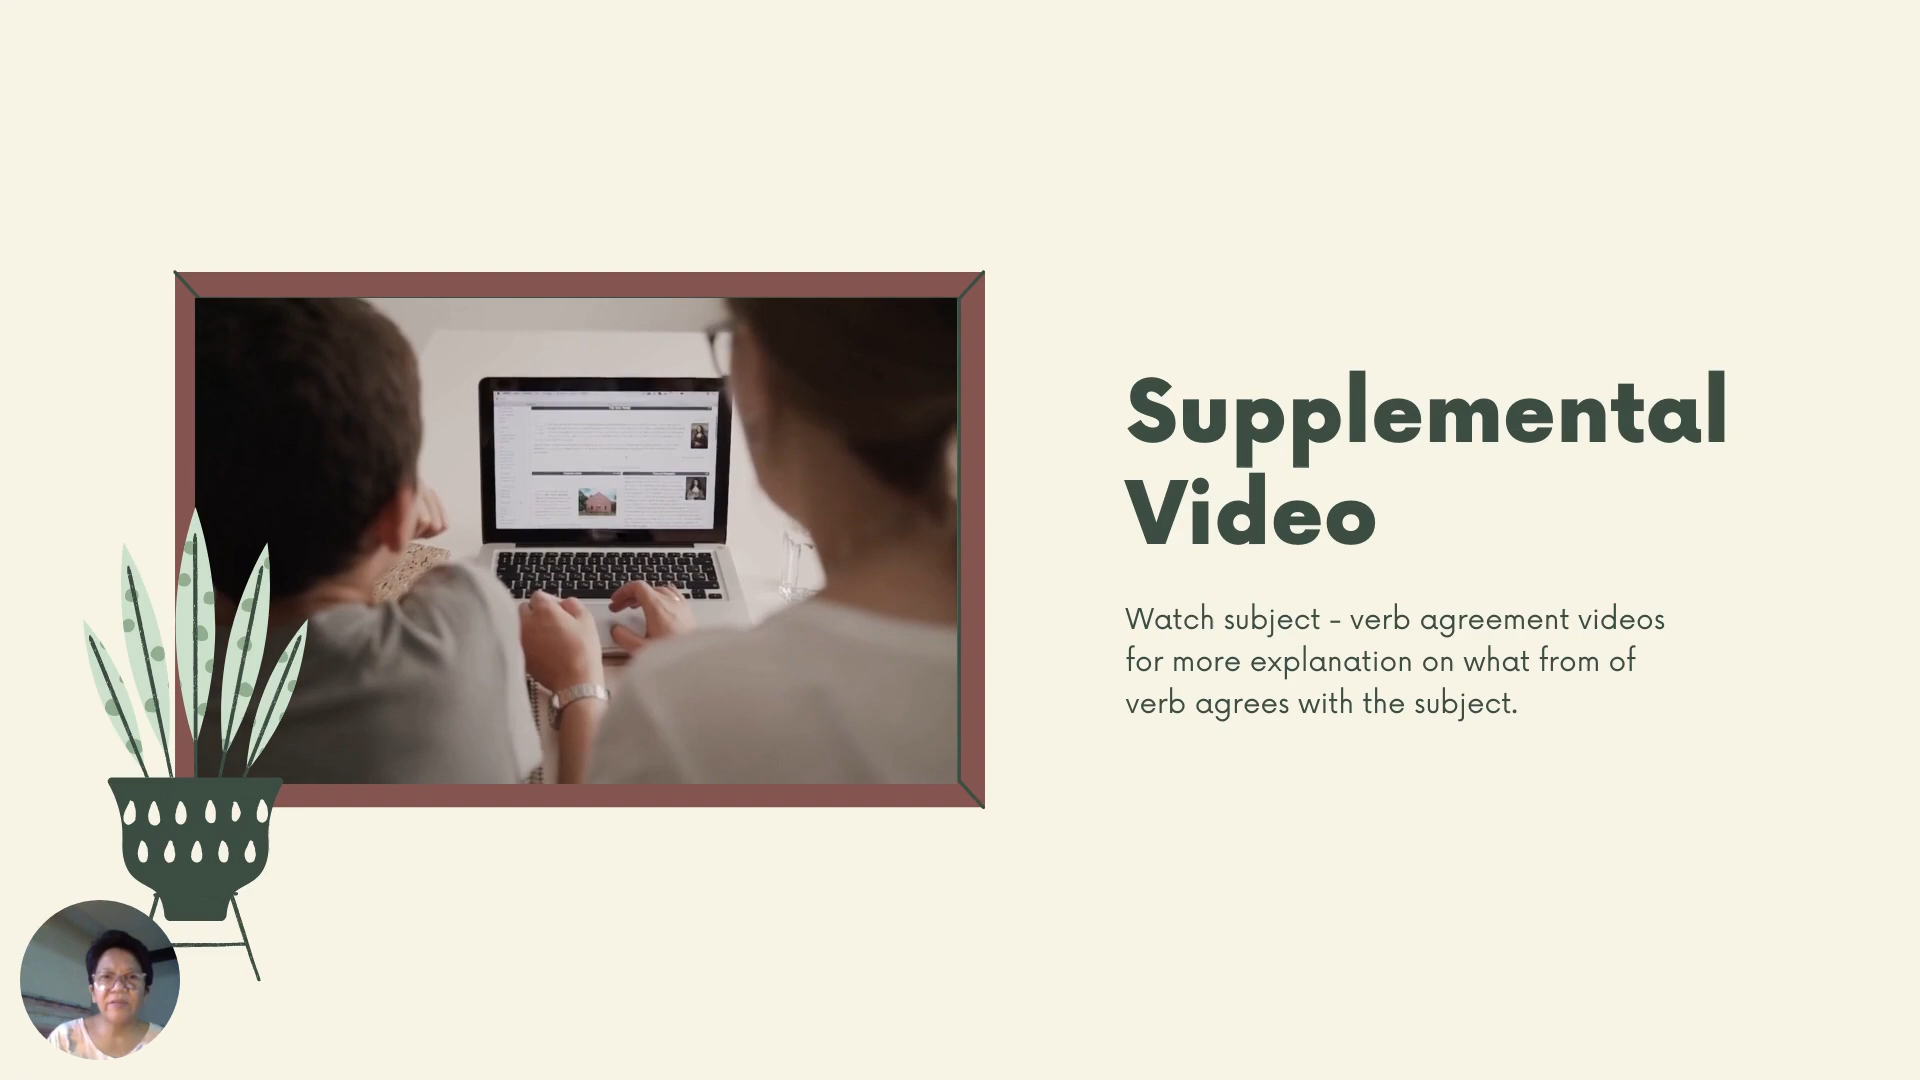 Supplemental
Video
Watch subject - verb agreement videos
for more explanation on what from of
verb agrees with the subject.